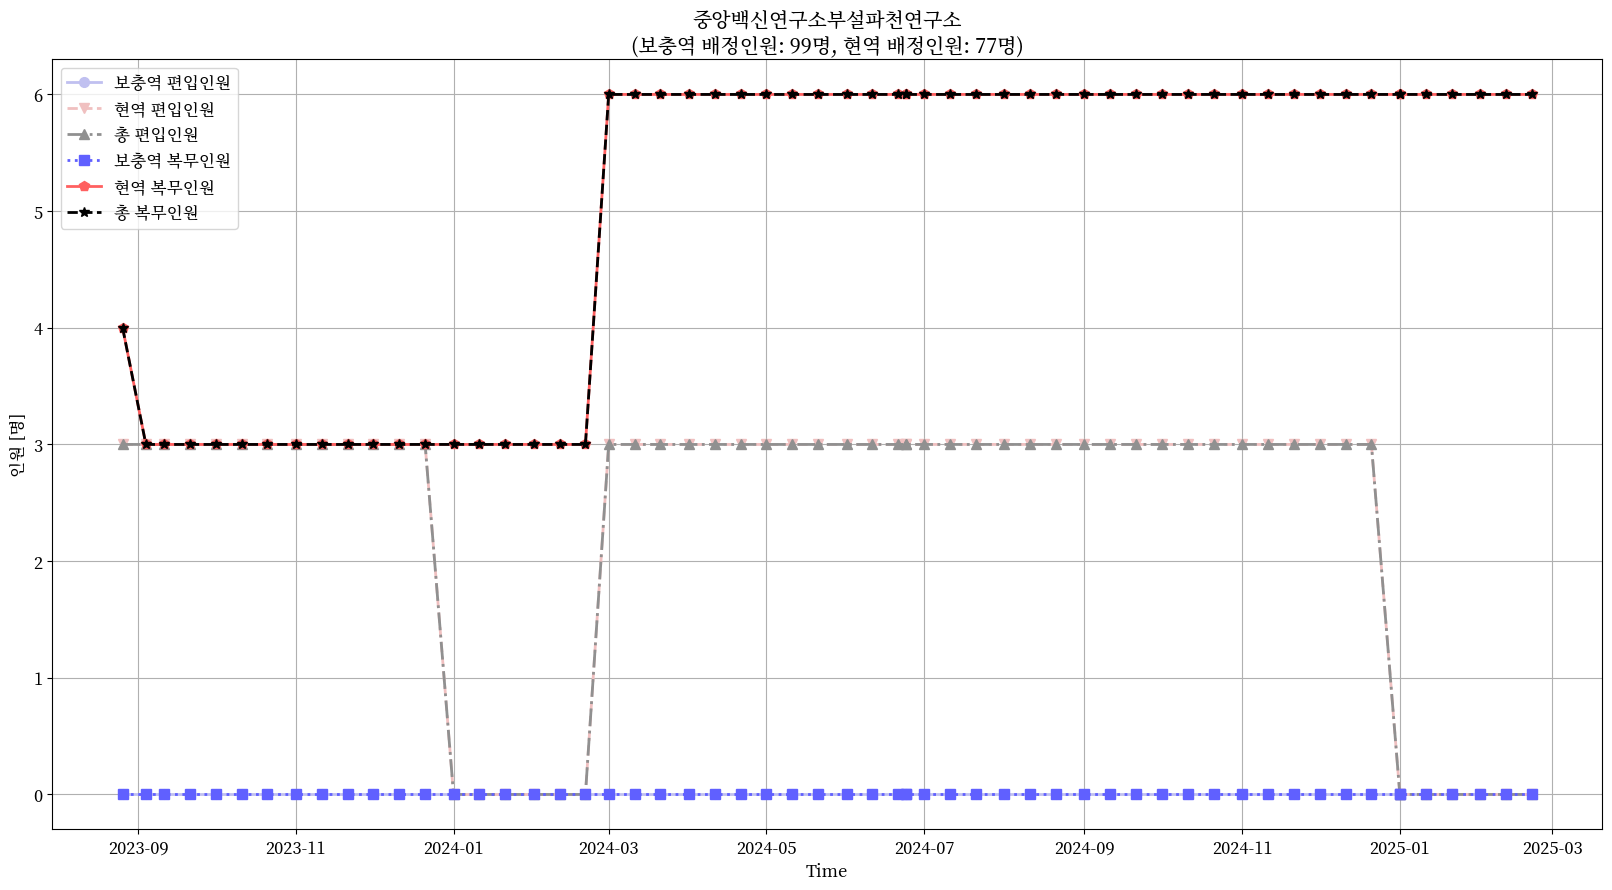 중앙백신연구소부설파천연구소
(보충역 배정인원: 99명, 현역 배정인원: 77명)
보충역 편입인원
현역 편입인원
총 편입인원
보충역 복무인원
현역 복무인원
총 복무인원
인원 [명]
6
5
4
3
2
1
0
2023-09
2023-11
2024-01
2024-03
2024-05
2024-07
2024-09
2024-11
2025-01
2025-03
Time